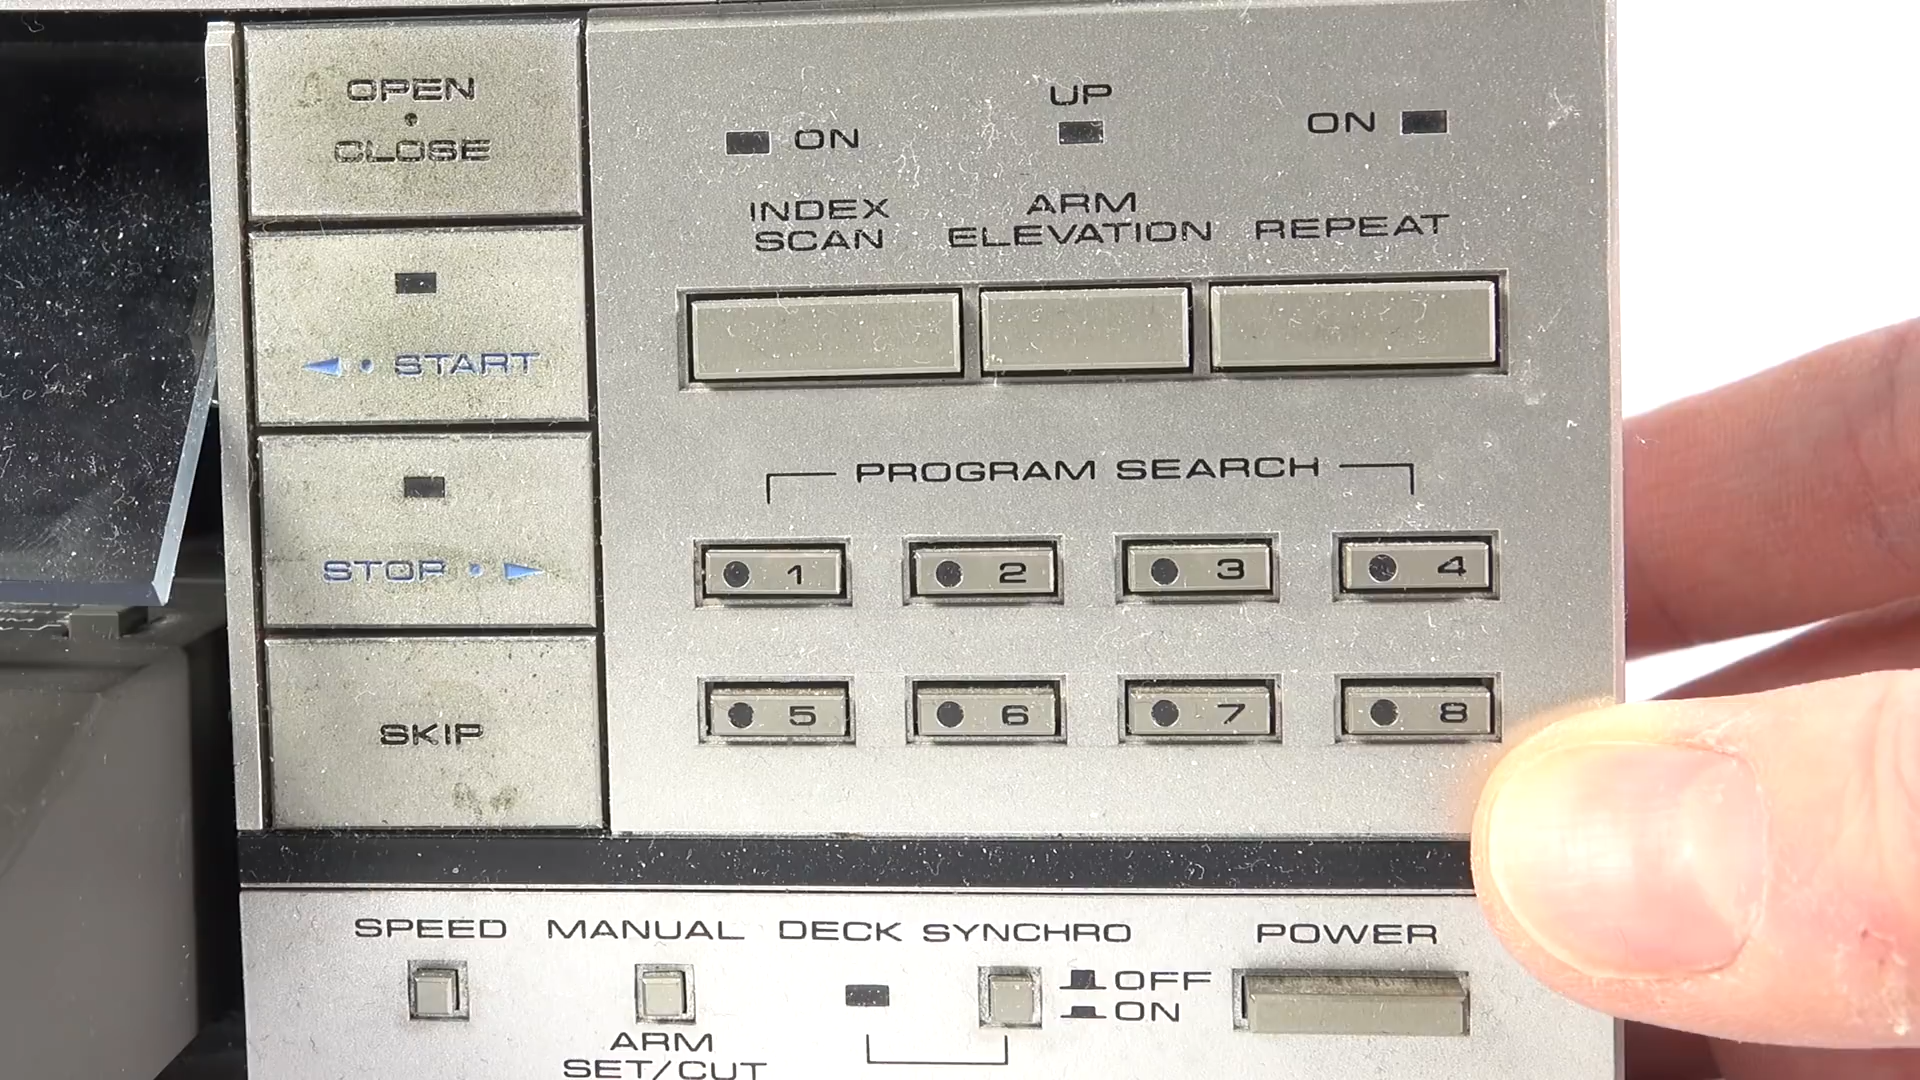 OPEN
CLOSE
◄ • START
STOP • ►
SKIP
ON
UP
ON
INDEX
SCAN
ARM
ELEVATION
REPEAT
PROGRAM SEARCH
1
2
3
4
5
6
7
8
SPEED
MANUAL
DECK SYNCHRO
POWER
OFF
ON
ARM
SET/CUT